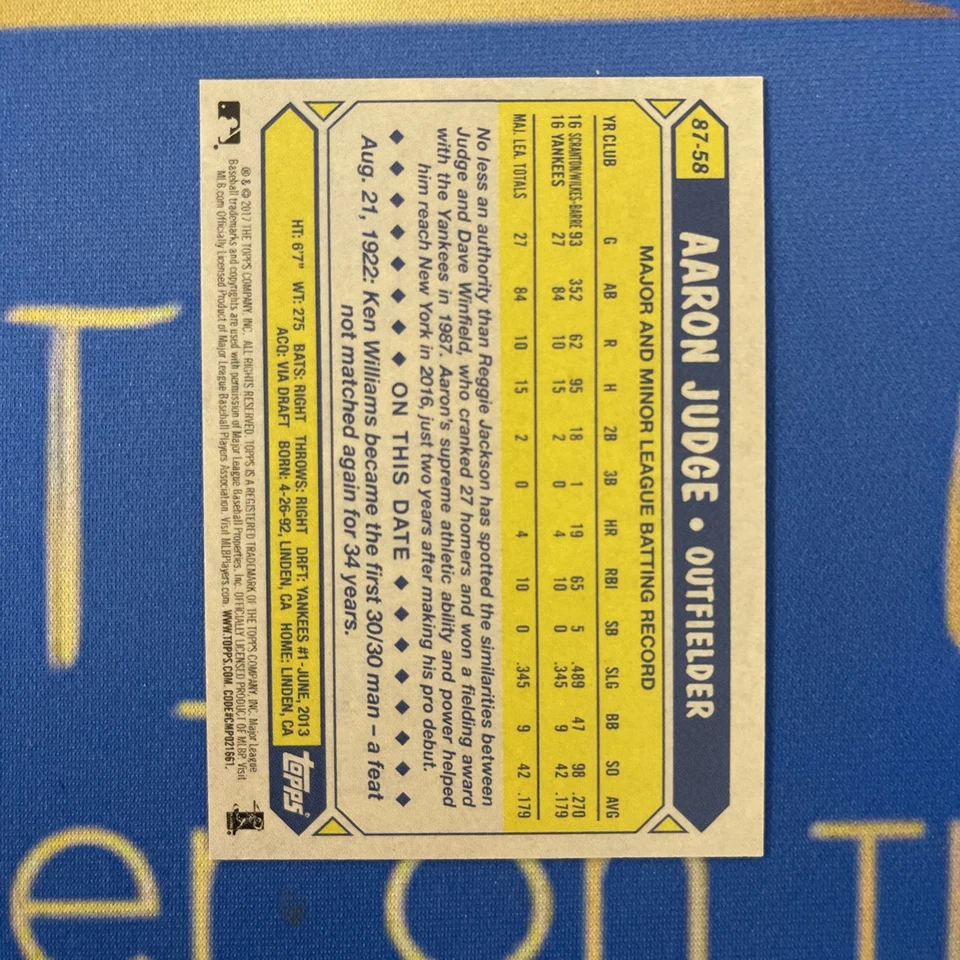 87-58
AARON JUDGE • OUTFIELDER
MAJOR AND MINOR LEAGUE BATTING RECORD
YR CLUB G AB R H 2B 3B HR RBI SB SLG BB SO AVG
16 SCRANTON/WILKES-BARRE 93 352 62 95 18 1 19 65 5 .489 47 98 .270
16 YANKEES 27 84 10 15 2 0 4 10 0 .345 9 42 .179
MAJ. LEA. TOTALS 27 84 10 15 2 0 4 10 0 .345 9 42 .179
No less an authority than Reggie Jackson has spotted the similarities between
Judge and Dave Winfield, who cranked 27 homers and won a fielding award
with the Yankees in 1987. Aaron's supreme athletic ability and power helped
him reach New York in 2016, just two years after making his pro debut.
◆ ◆ ◆ ◆ ◆ ◆ ◆ ON THIS DATE ◆ ◆ ◆ ◆ ◆ ◆ ◆
Aug. 21, 1922: Ken Williams became the first 30/30 man – a feat
not matched again for 34 years.
HT: 6'7" WT: 275 BATS: RIGHT THROWS: RIGHT DRFT: YANKEES #1-JUNE, 2013
ACQ: VIA DRAFT BORN: 4-26-92, LINDEN, CA HOME: LINDEN, CA
Topps
® & © 2017 THE TOPPS COMPANY, INC. ALL RIGHTS RESERVED. TOPPS IS A REGISTERED TRADEMARK OF THE TOPPS COMPANY, INC. Major League
Baseball trademarks and copyrights are used with permission of Major League Baseball Properties, Inc. OFFICIALLY LICENSED PRODUCT OF MLBP. Visit
MLB.com Officially Licensed Product of Major League Baseball Players Association. Visit MLBPlayers.com. WWW.TOPPS.COM. CODE#CMP021661.
T
er on